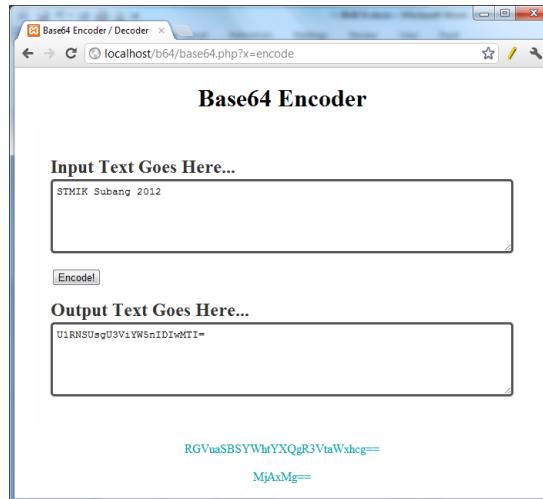 Base64 Encoder / Decoder
localhost/b64/base64.php?x=encode
Base64 Encoder
Input Text Goes Here...
STMIK Subang 2012
Encode!
Output Text Goes Here...
U1RNSUsgU3ViYW5nIDIwMTI=
RGVuaSBSYWhtYXQgR3VtaWxhcg==
MjAxMg==